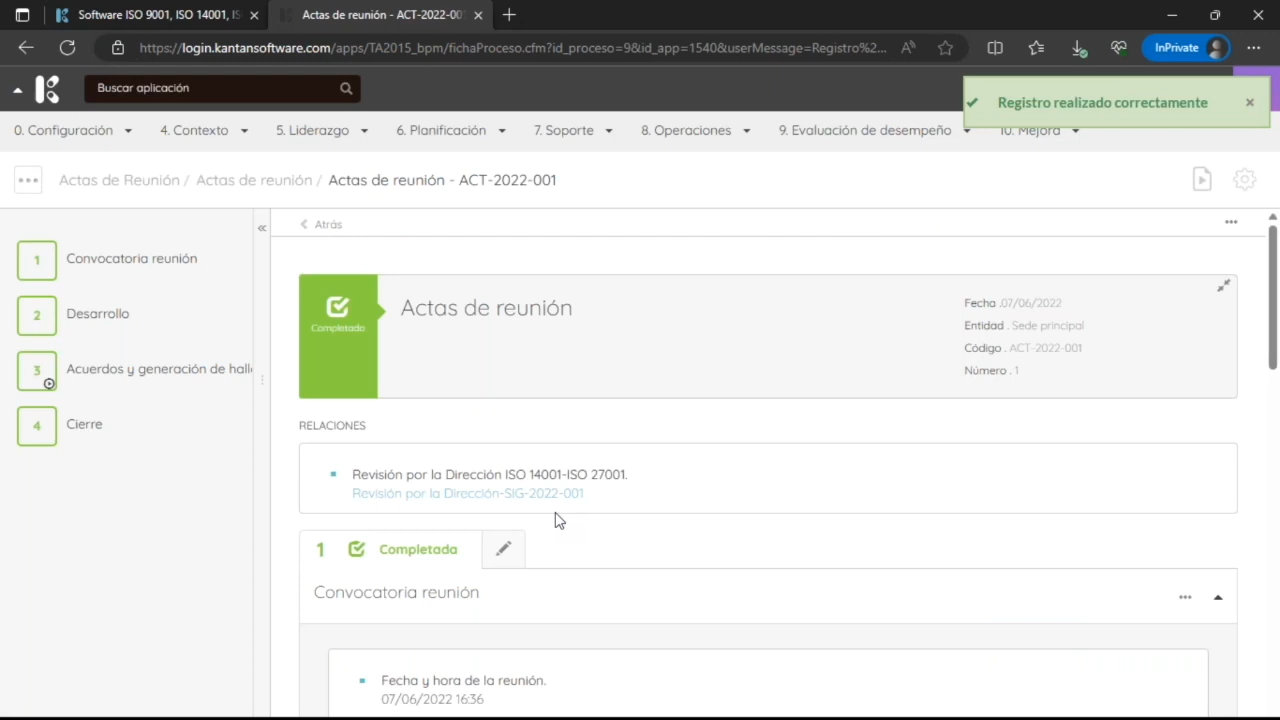 Software ISO 9001, ISO 14001, IS
Actas de reunión - ACT-2022-00
https://login.kantansoftware.com/apps/TA2015_bpm/fichaProceso.cfm?id_proceso=9&id_app=1540&userMessage=Registro%2...
InPrivate
Buscar aplicación
Registro realizado correctamente
0. Configuración
4. Contexto
5. Liderazgo
6. Planificación
7. Soporte
8. Operaciones
9. Evaluación de desempeño
10. Mejora
Actas de Reunión / Actas de reunión / Actas de reunión - ACT-2022-001
Atrás
1 Convocatoria reunión
2 Desarrollo
3 Acuerdos y generación de hall
4 Cierre
Completado
Actas de reunión
Fecha .07/06/2022
Entidad . Sede principal
Código . ACT-2022-001
Número . 1
RELACIONES
Revisión por la Dirección ISO 14001-ISO 27001.
Revisión por la Dirección-SIG-2022-001
1 Completada
Convocatoria reunión
Fecha y hora de la reunión.
07/06/2022 16:36